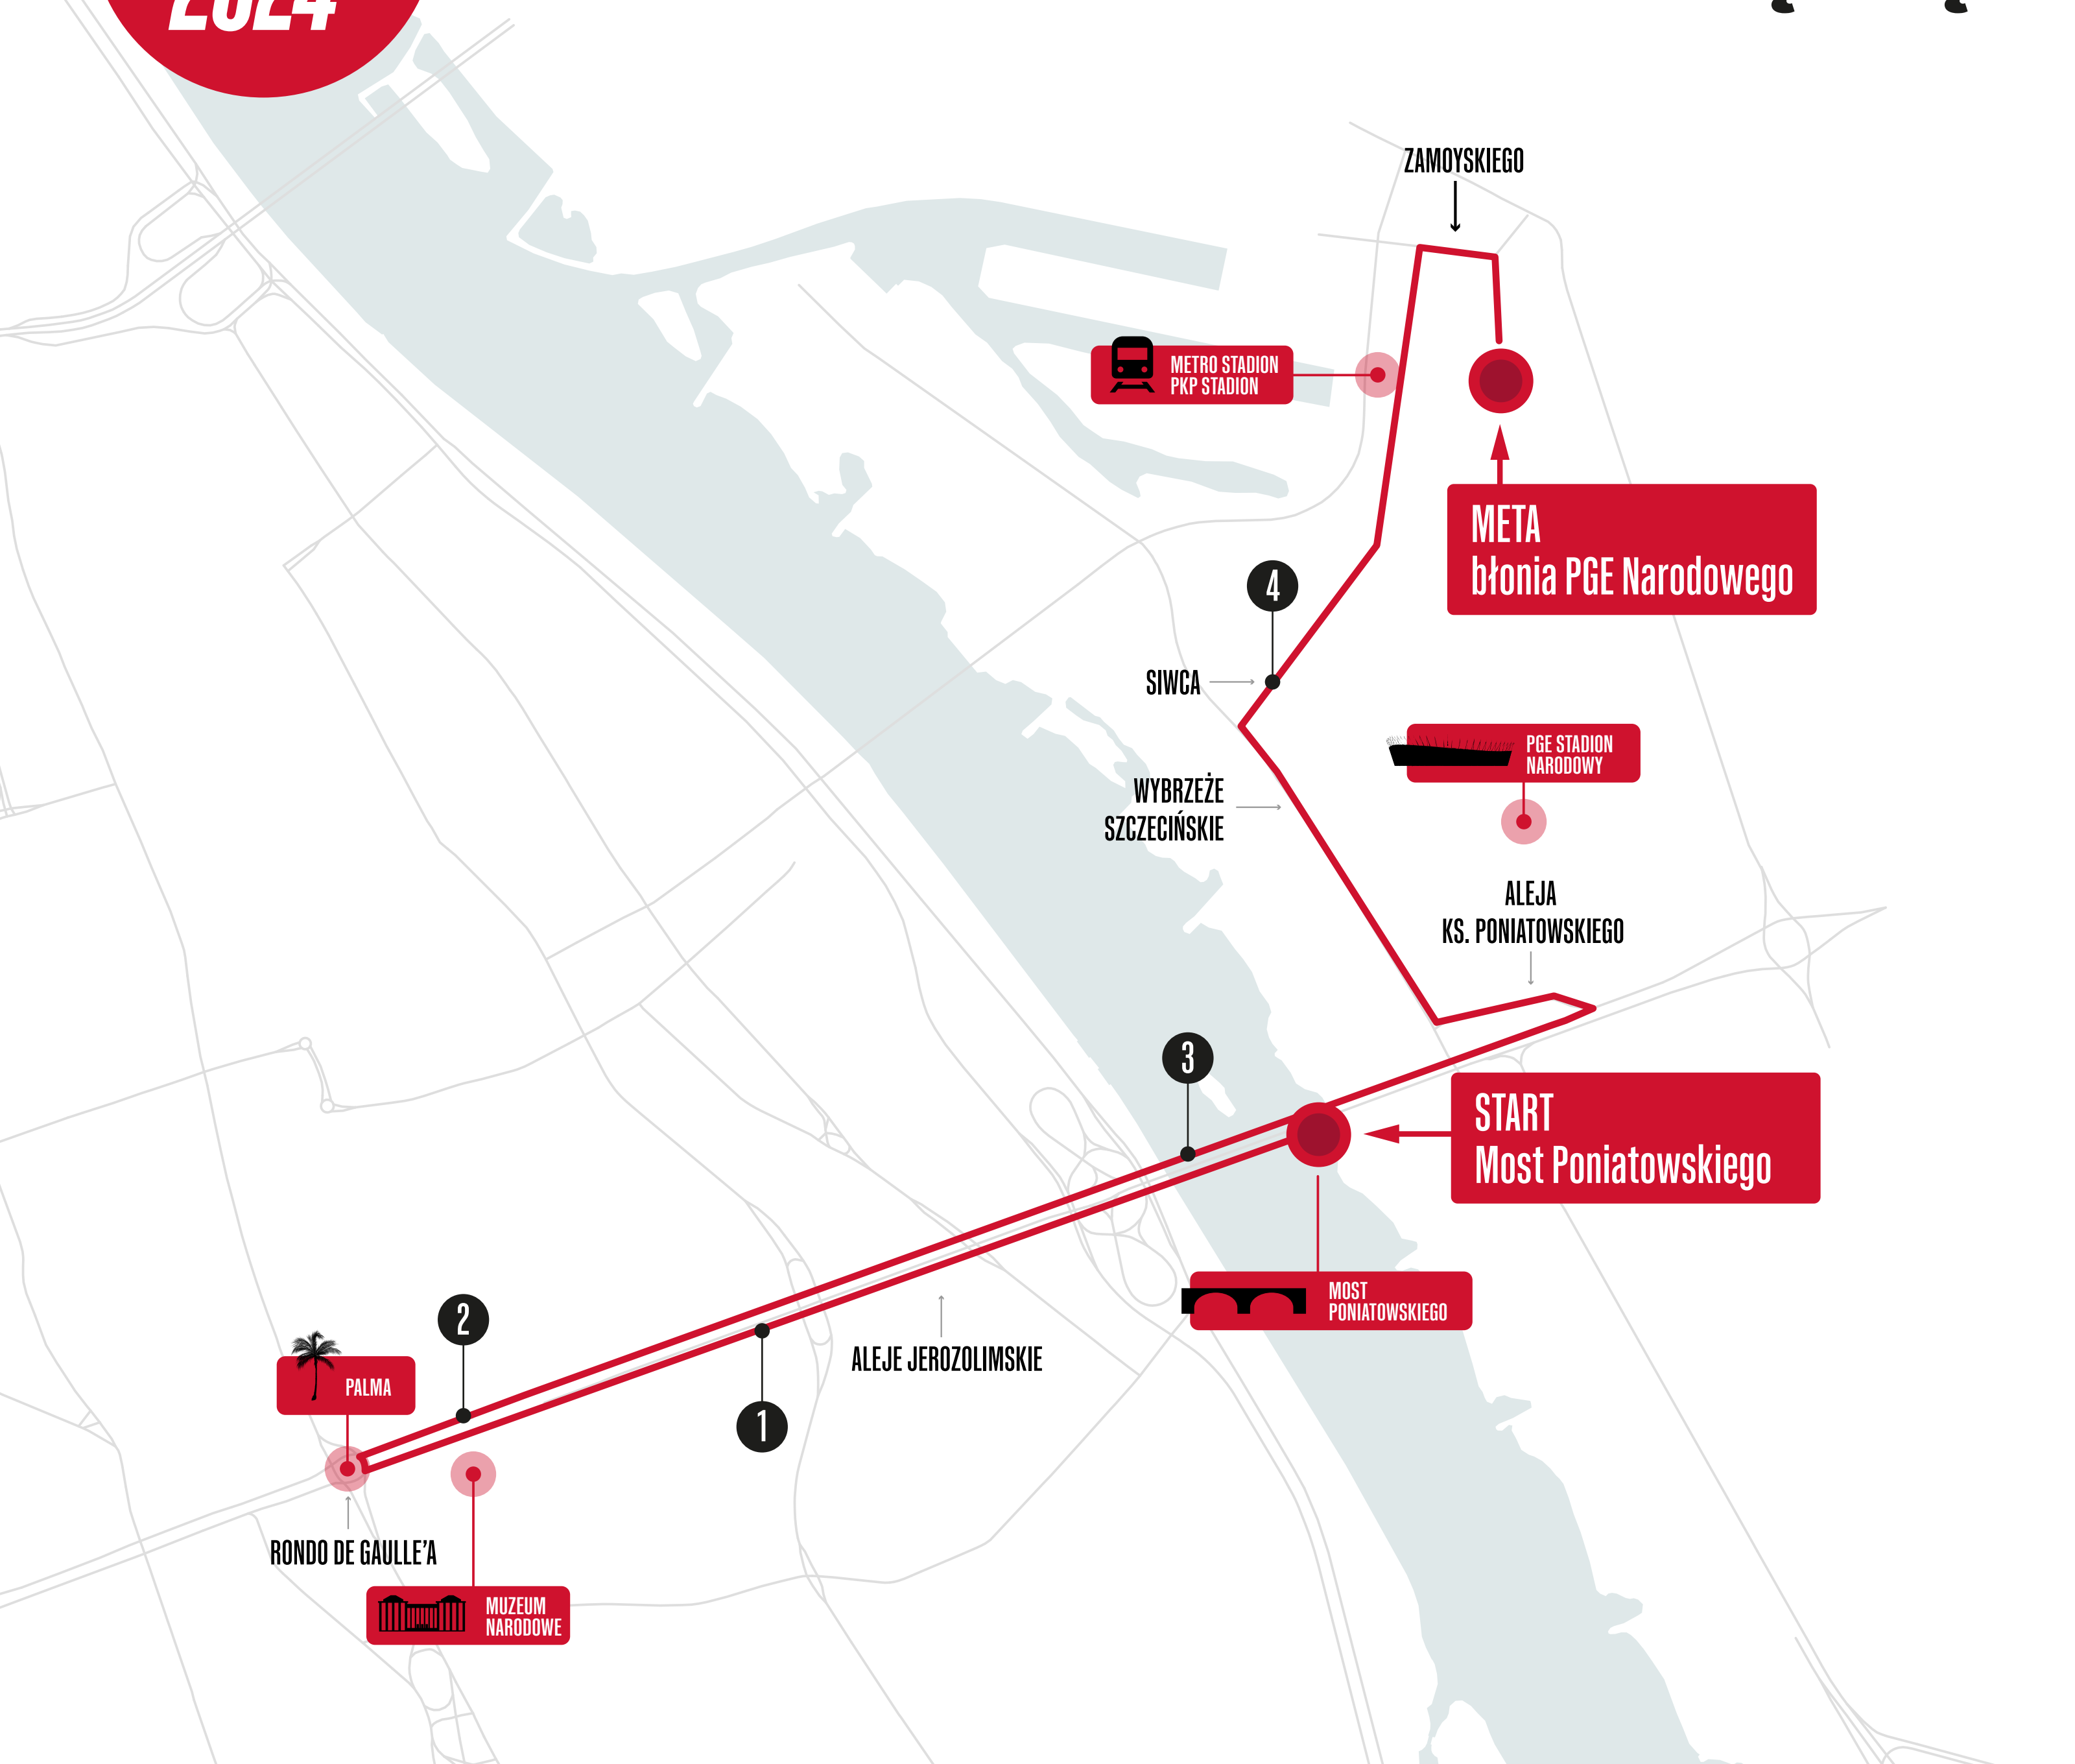 2024
ZAMOYSKIEGO
METRO STADION
PKP STADION
META
błonia PGE Narodowego
4
SIWCA
PGE STADION
NARODOWY
WYBRZEŻE
SZCZECIŃSKIE
ALEJA
KS. PONIATOWSKIEGO
3
START
Most Poniatowskiego
MOST
PONIATOWSKIEGO
2
ALEJE JEROZOLIMSKIE
PALMA
1
RONDO DE GAULLE’A
MUZEUM
NARODOWE